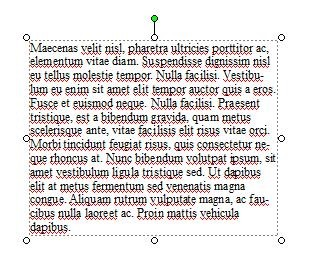 Maecenas velit nisl, pharetra ultricies porttitor ac,
elementum vitae diam. Suspendisse dignissim nisl
eu tellus molestie tempor. Nulla facilisi. Vestibu-
lum eu enim sit amet elit tempor auctor quis a eros.
Fusce et euismod neque. Nulla facilisi. Praesent
tristique, est a bibendum gravida, quam metus
scelerisque ante, vitae facilisis elit risus vitae orci.
Morbi tincidunt feugiat risus, quis consectetur ne-
que rhoncus at. Nunc bibendum volutpat ipsum, sit
amet vestibulum ligula tristique sed. Ut dapibus
elit at metus fermentum sed venenatis magna
congue. Aliquam rutrum vulputate magna, ac fau-
cibus nulla laoreet ac. Proin mattis vehicula
dapibus.